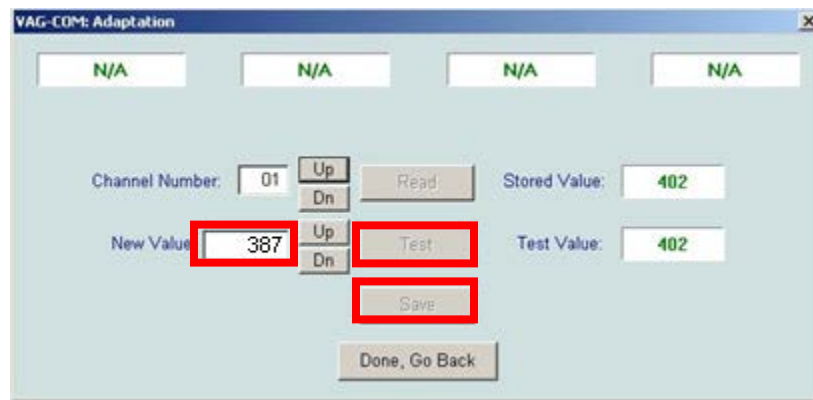 VAG-COM: Adaptation
N/A N/A N/A N/A
Channel Number: 01 Up Dn Read Stored Value: 402
New Value 387 Up Dn Test Test Value: 402
Save
Done, Go Back